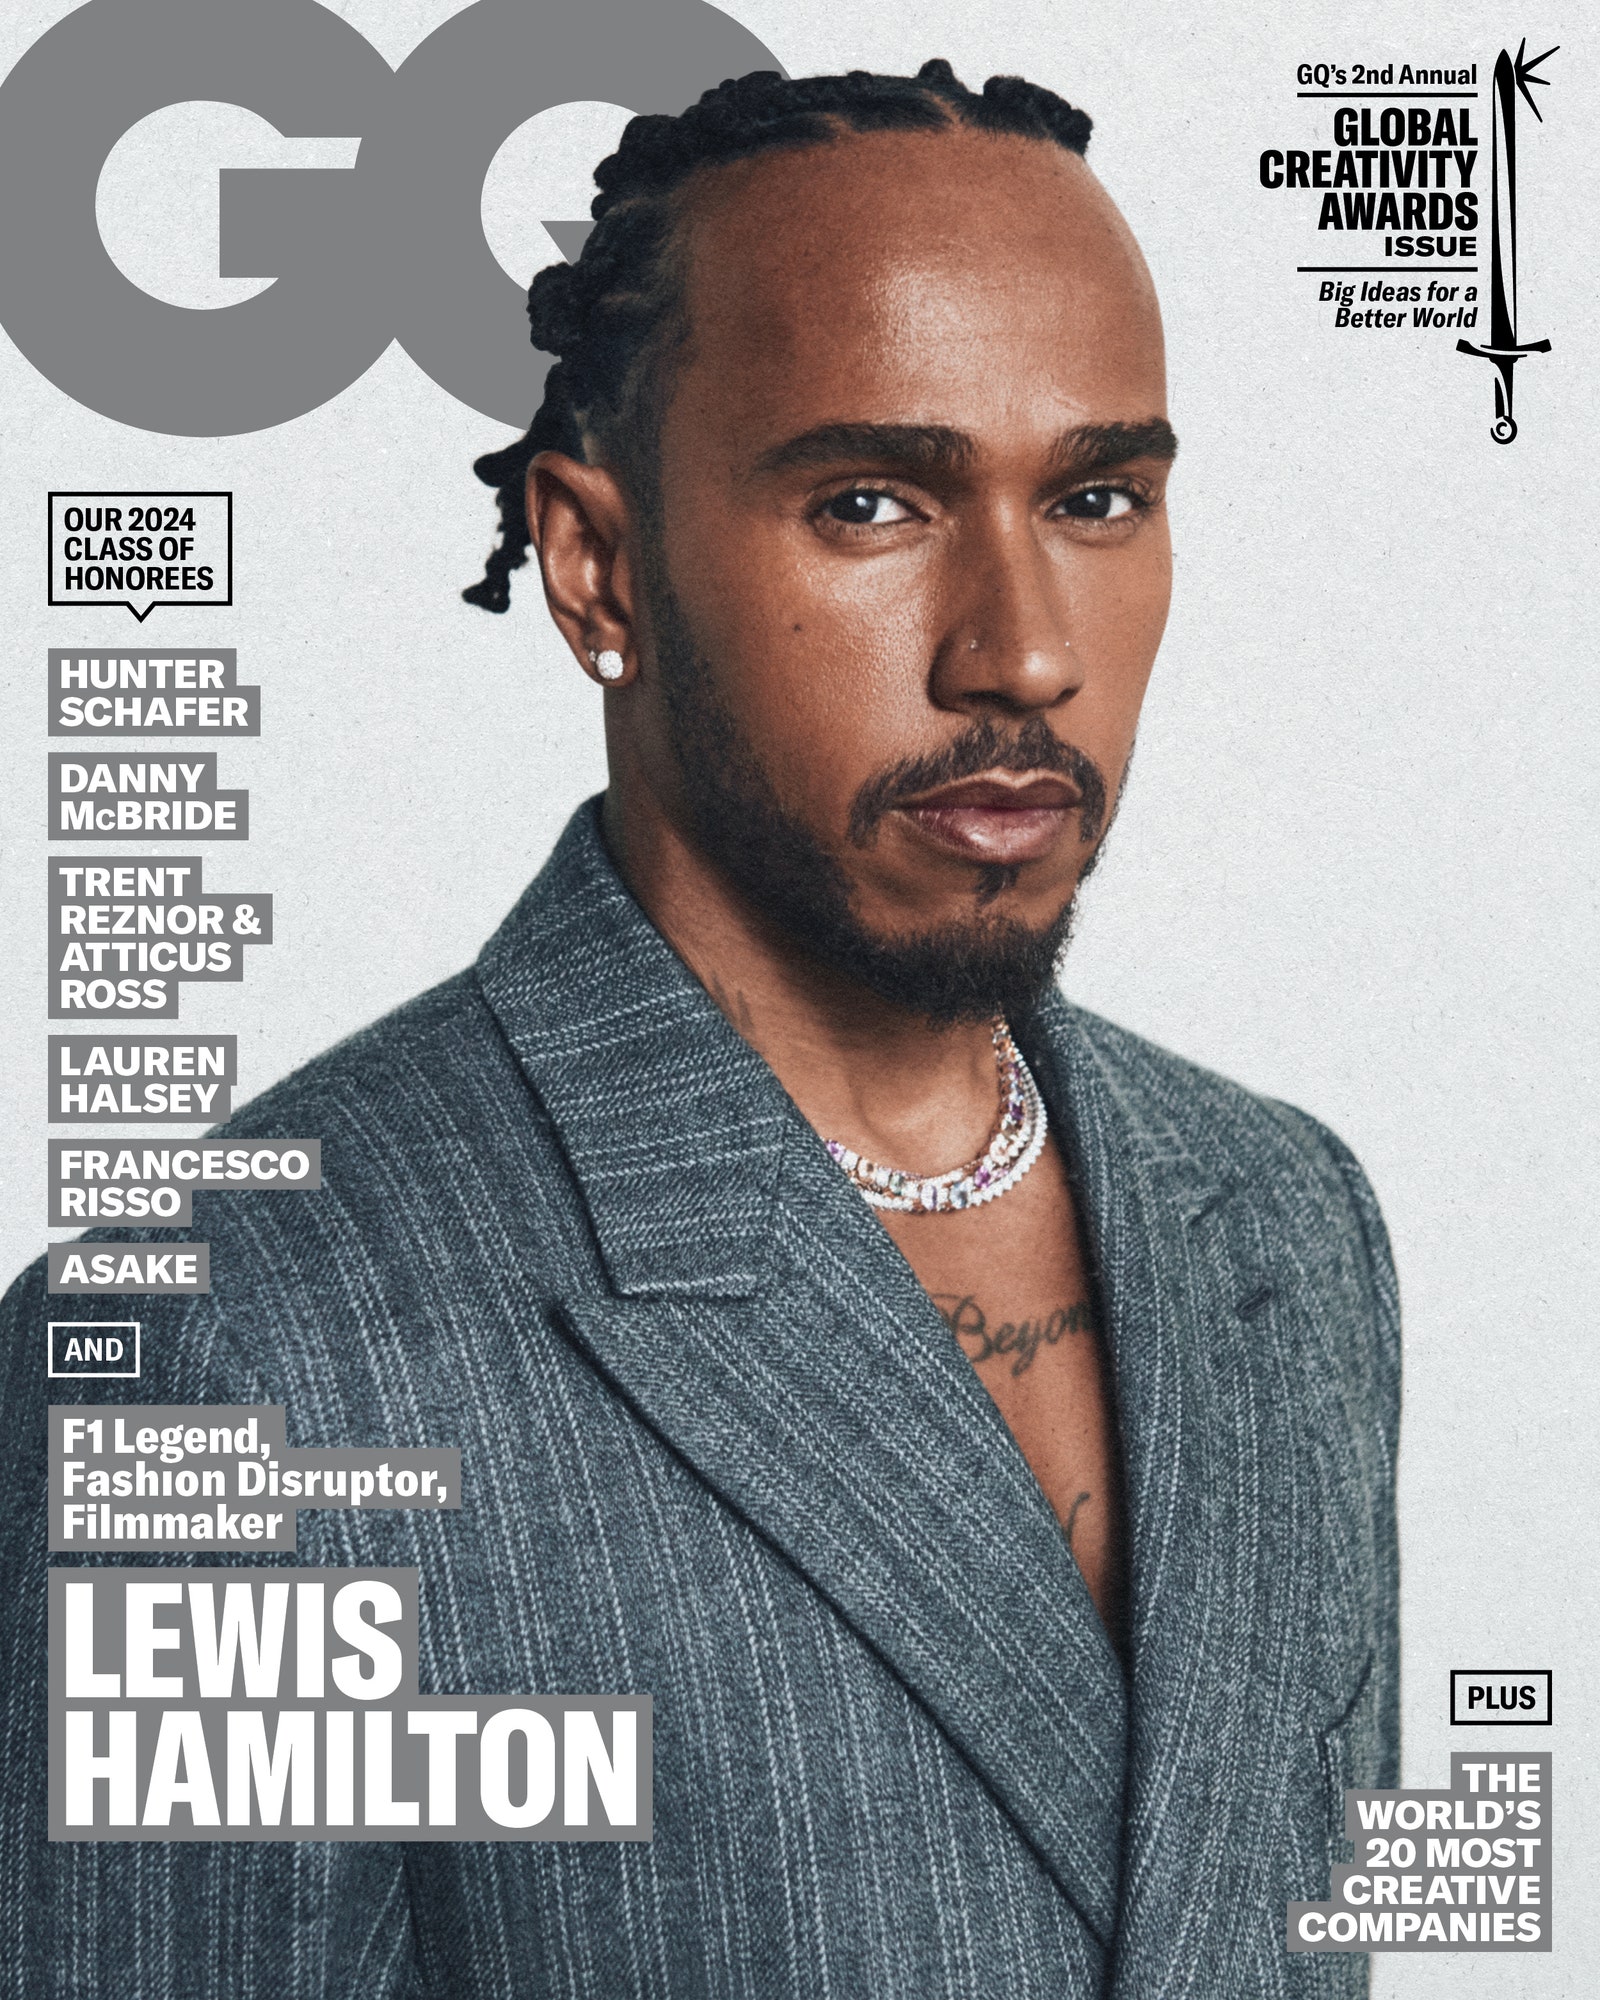 GQ
GQ's 2nd Annual
GLOBAL
CREATIVITY
AWARDS
ISSUE
Big Ideas for a
Better World
C
OUR 2024
CLASS OF
HONOREES
HUNTER
SCHAFER
DANNY
McBRIDE
TRENT
REZNOR &
ATTICUS
ROSS
LAUREN
HALSEY
FRANCESCO
RISSO
ASAKE
AND
F1 Legend,
Fashion Disruptor,
Filmmaker
LEWIS
HAMILTON
Beyon
PLUS
THE
WORLD'S
20 MOST
CREATIVE
COMPANIES